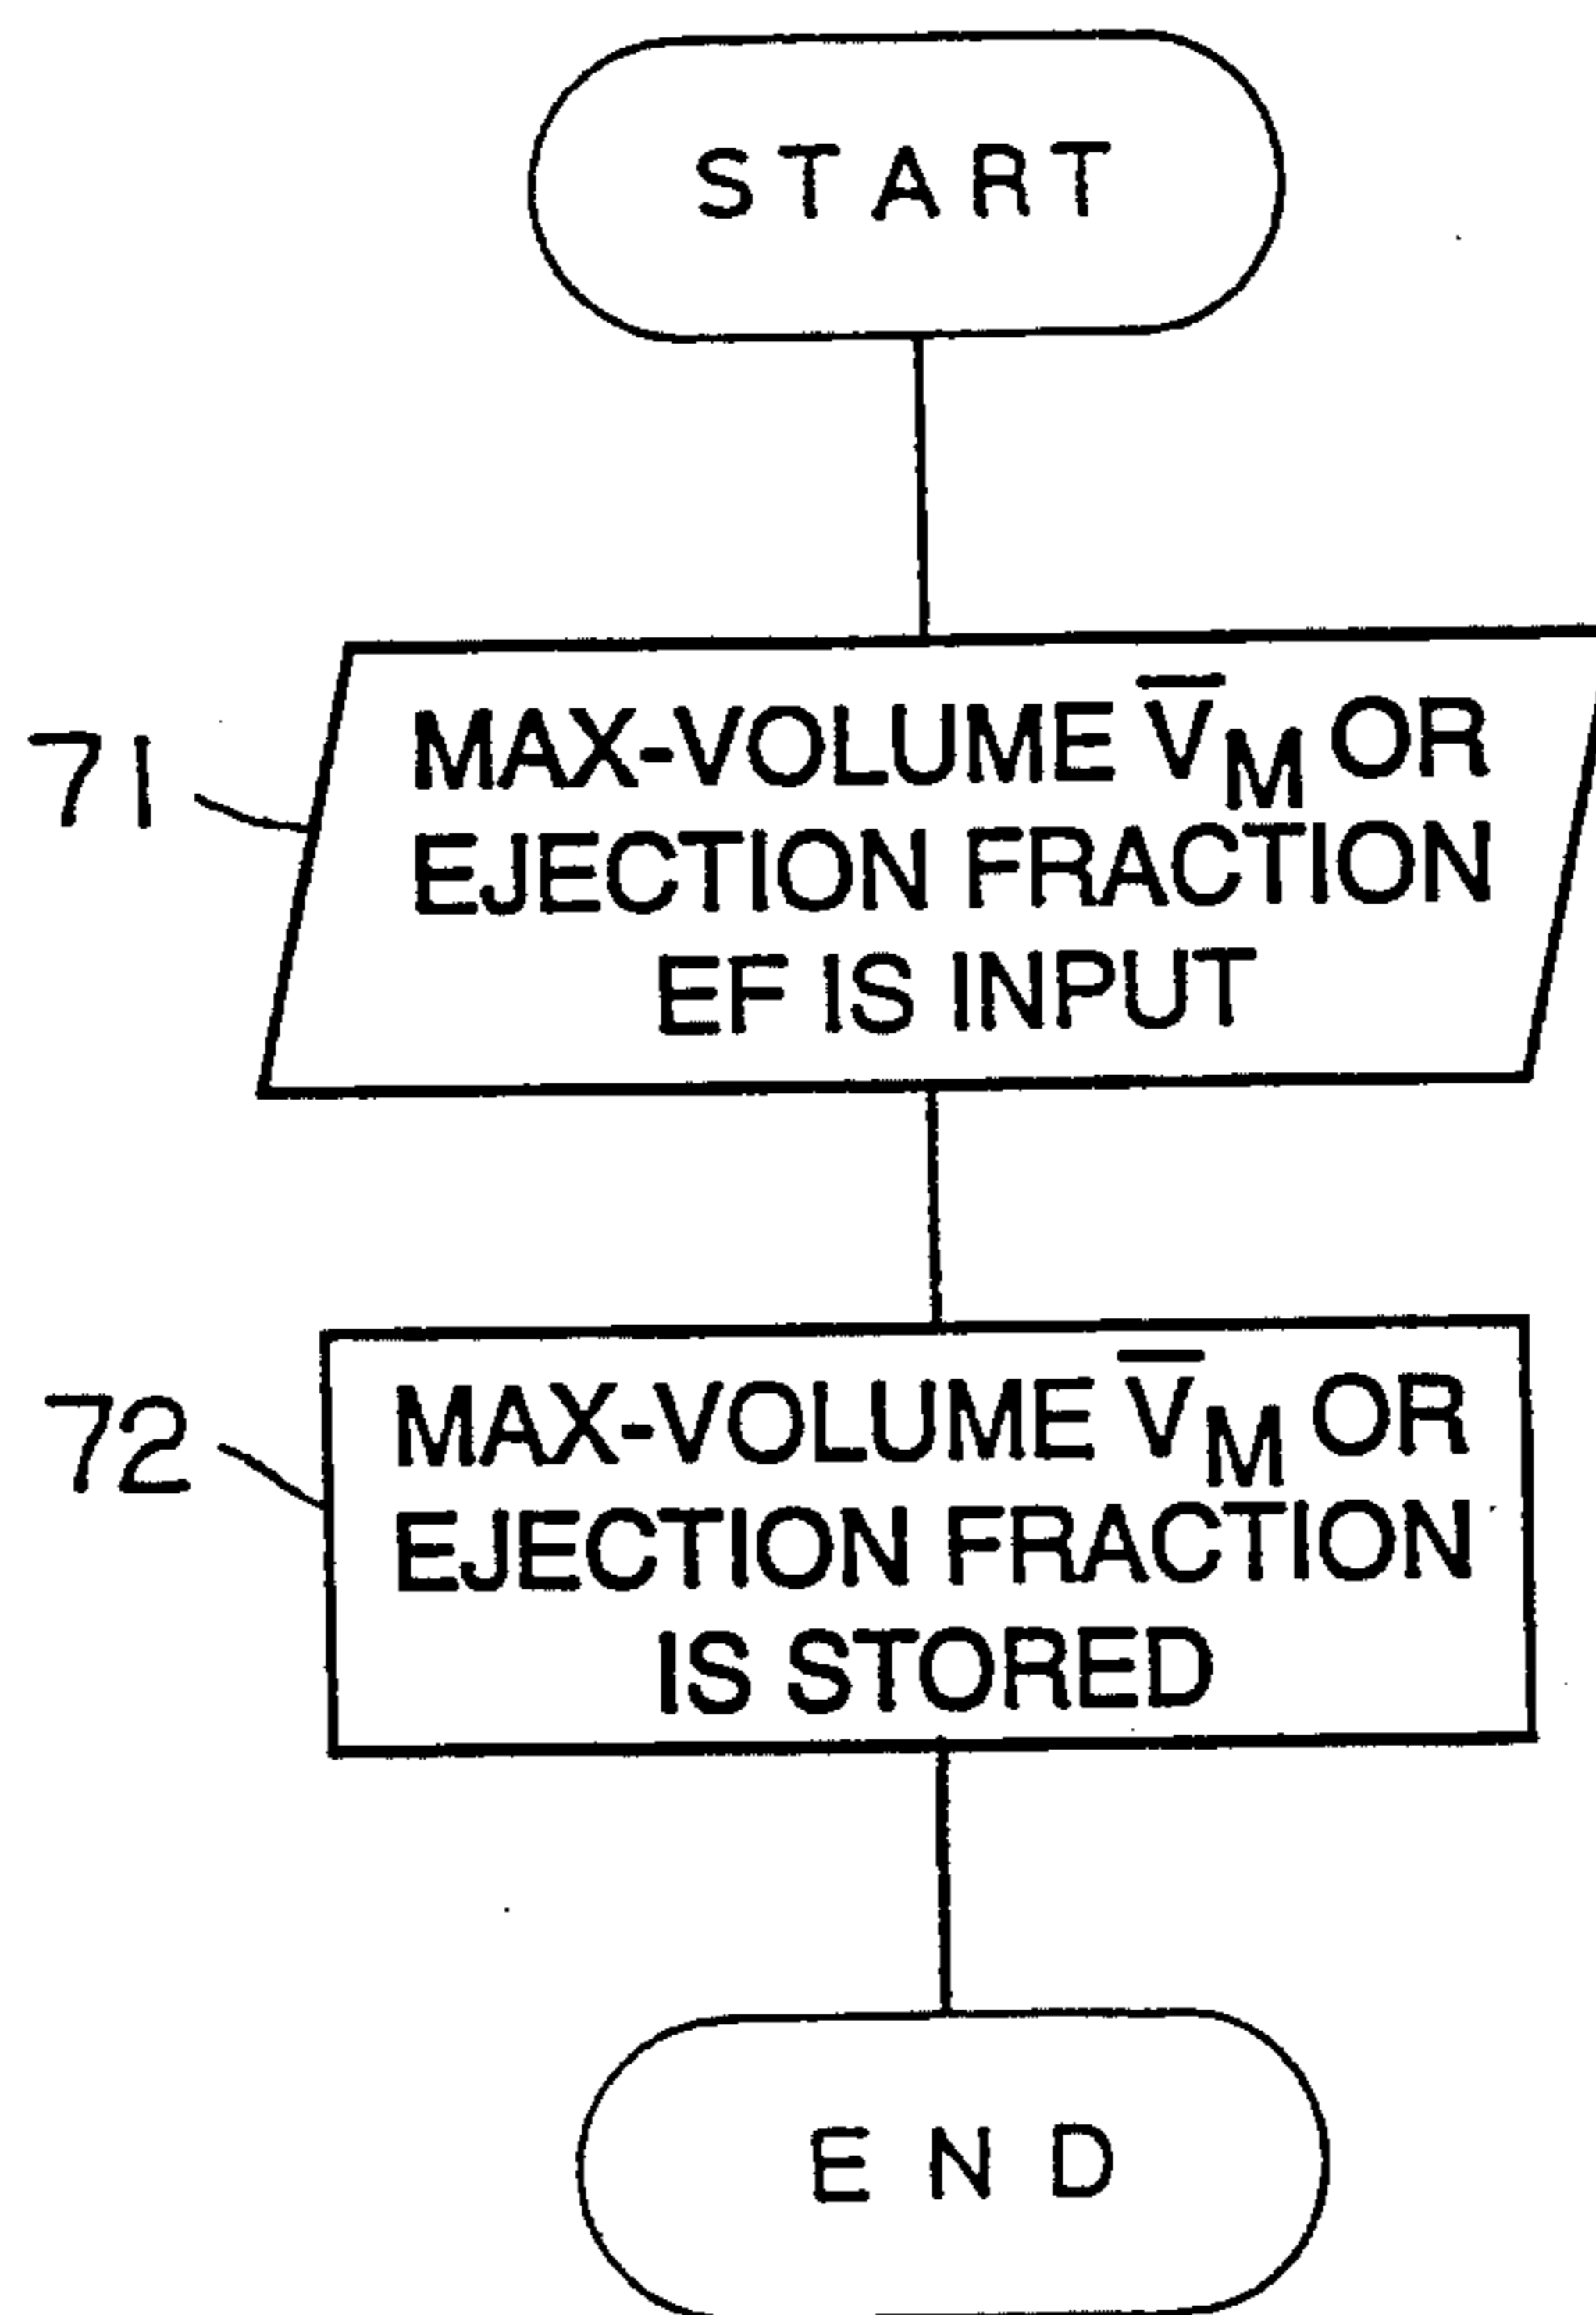 START
71
MAX-VOLUME V̅M OR
EJECTION FRACTION
EF IS INPUT
72
MAX-VOLUME V̅M OR
EJECTION FRACTION
IS STORED
END